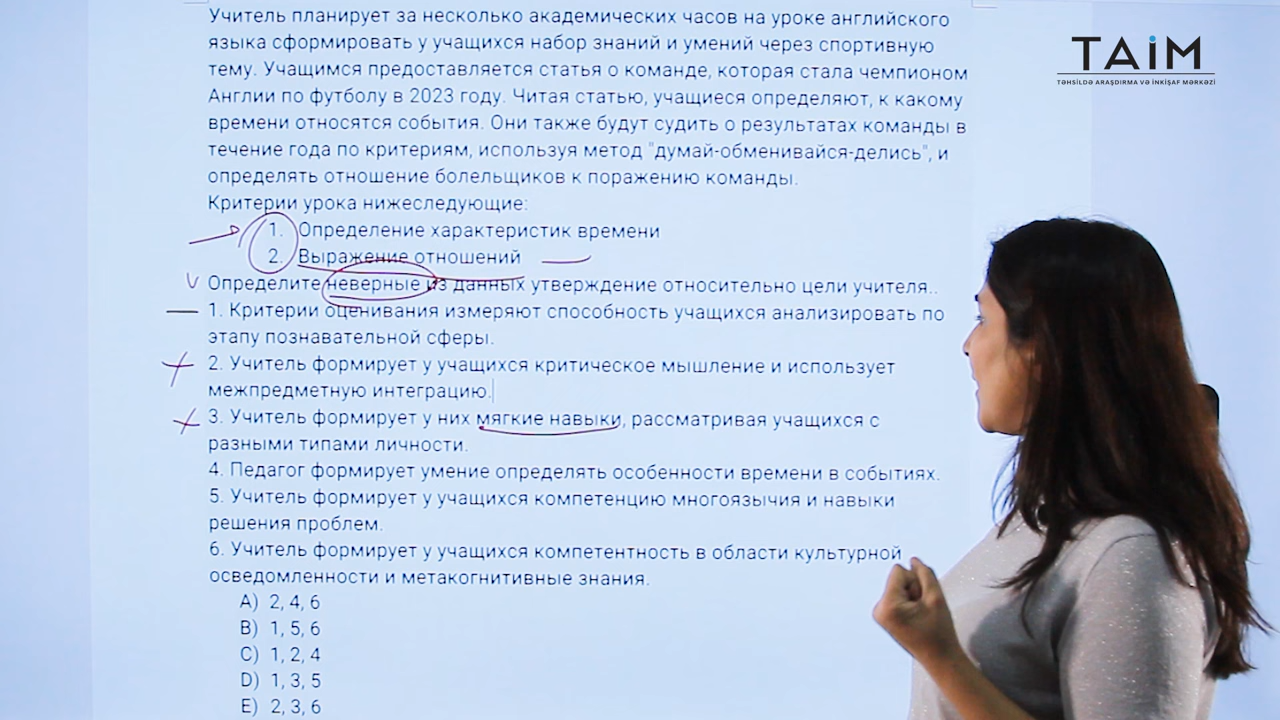 Учитель планирует за несколько академических часов на уроке английского
языка сформировать у учащихся набор знаний и умений через спортивную
тему. Учащимся предоставляется статья о команде, которая стала чемпионом
Англии по футболу в 2023 году. Читая статью, учащиеся определяют, к какому
времени относятся события. Они также будут судить о результатах команды в
течение года по критериям, используя метод "думай-обменивайся-делись", и
определять отношение болельщиков к поражению команды.
Критерии урока нижеследующие:
1. Определение характеристик времени
2. Выражение отношений
Определите неверные из данных утверждение относительно цели учителя..
1. Критерии оценивания измеряют способность учащихся анализировать по
этапу познавательной сферы.
2. Учитель формирует у учащихся критическое мышление и использует
межпредметную интеграцию.
3. Учитель формирует у них мягкие навыки, рассматривая учащихся с
разными типами личности.
4. Педагог формирует умение определять особенности времени в событиях.
5. Учитель формирует у учащихся компетенцию многоязычия и навыки
решения проблем.
6. Учитель формирует у учащихся компетентность в области культурной
осведомленности и метакогнитивные знания.
A) 2, 4, 6
B) 1, 5, 6
C) 1, 2, 4
D) 1, 3, 5
E) 2, 3, 6
TAiM
TƏHSİLDƏ ARAŞDIRMA VƏ İNKİŞAF MƏRKƏZİ